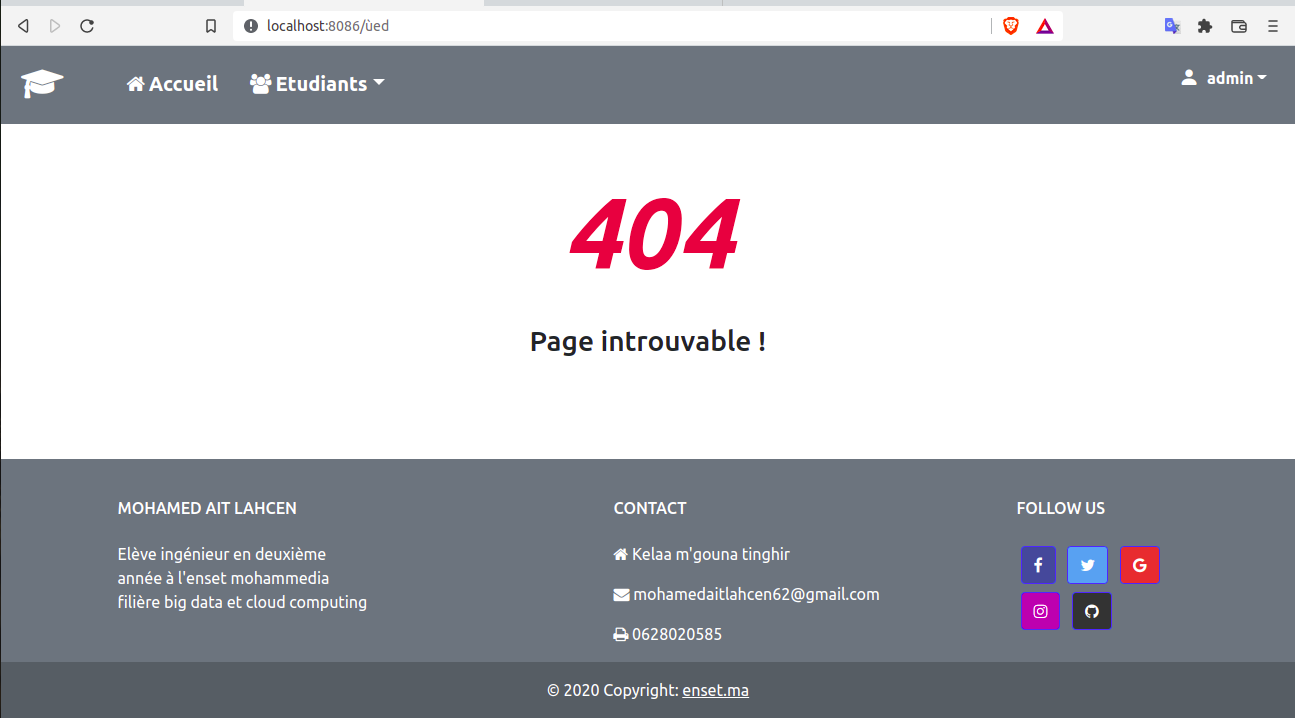 localhost:8086/ùed
Accueil
Etudiants
admin
404
Page introuvable !
MOHAMED AIT LAHCEN
Elève ingénieur en deuxième
année à l'enset mohammedia
filière big data et cloud computing
CONTACT
Kelaa m'gouna tinghir
mohamedaitlahcen62@gmail.com
0628020585
FOLLOW US
© 2020 Copyright: enset.ma